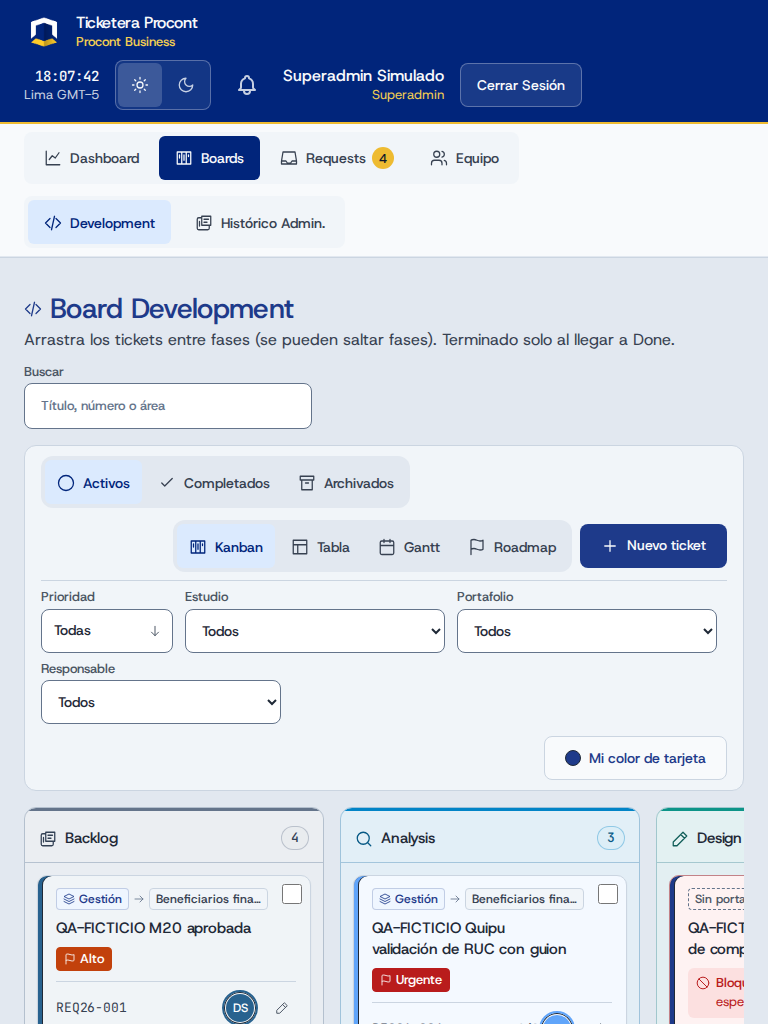 Ticketera Procont
Procont Business
18:07:42
Lima GMT-5
Superadmin Simulado
Superadmin
Cerrar Sesión
Dashboard
Boards
Requests 4
Equipo
Development
Histórico Admin.
Board Development
Arrastra los tickets entre fases (se pueden saltar fases). Terminado solo al llegar a Done.
Buscar
Título, número o área
Activos
Completados
Archivados
Kanban
Tabla
Gantt
Roadmap
Nuevo ticket
Prioridad
Todas
Estudio
Todos
Portafolio
Todos
Responsable
Todos
Mi color de tarjeta
Backlog 4
Gestión
Beneficiarios fina…
QA-FICTICIO M20 aprobada
Alto
REQ26-001
DS
Analysis 3
Gestión
Beneficiarios fina…
QA-FICTICIO Quipu
validación de RUC con guion
Urgente
Design
Sin porta
QA-FICT
de comp
Bloqu
espe